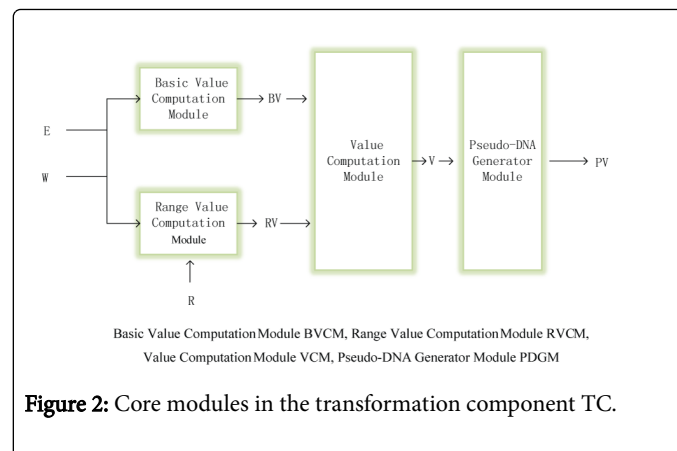 Basic Value
Computation
Module
BV
E
W
Range Value
Computation
Module
RV
R
Value
Computation
Module
V
Pseudo-DNA
Generator
Module
PV
Basic Value Computation Module BVCM, Range Value Computation Module RVCM,
Value Computation Module VCM, Pseudo-DNA Generator Module PDGM
Figure 2: Core modules in the transformation component TC.